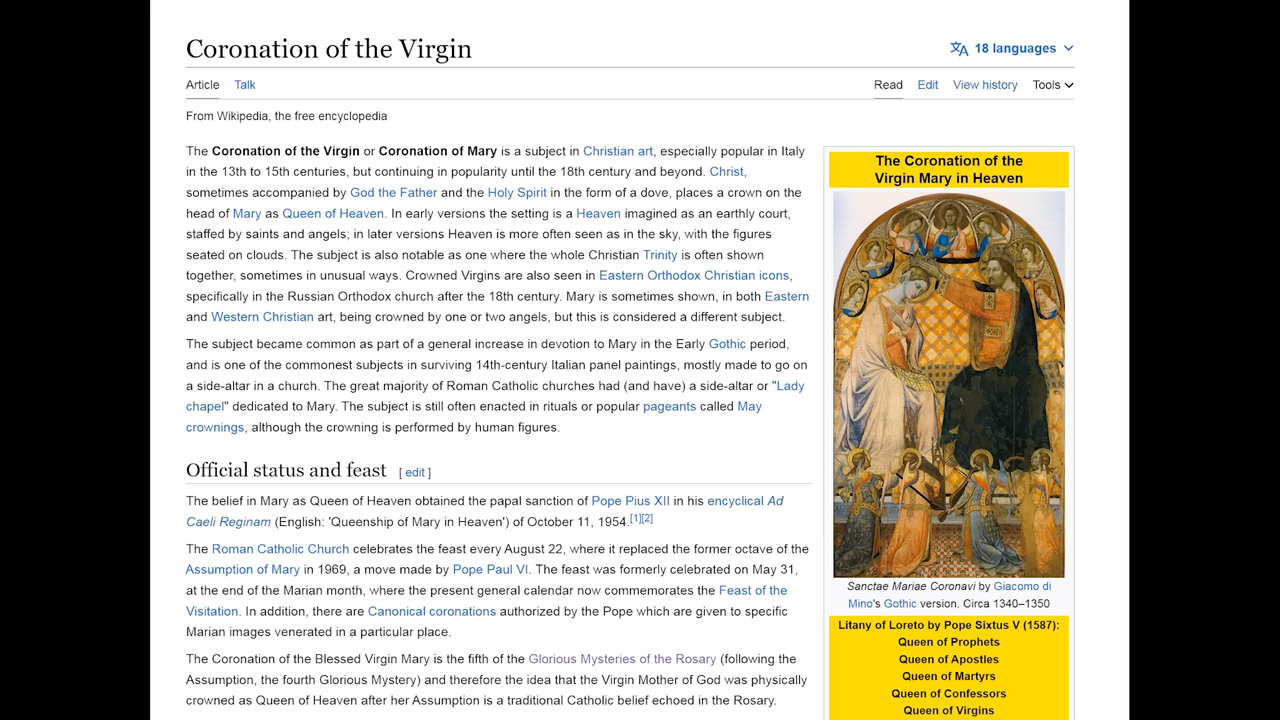 Coronation of the Virgin
18 languages
Article Talk
Read Edit View history Tools
From Wikipedia, the free encyclopedia
The Coronation of the Virgin or Coronation of Mary is a subject in Christian art, especially popular in Italy
in the 13th to 15th centuries, but continuing in popularity until the 18th century and beyond. Christ,
sometimes accompanied by God the Father and the Holy Spirit in the form of a dove, places a crown on the
head of Mary as Queen of Heaven. In early versions the setting is a Heaven imagined as an earthly court,
staffed by saints and angels; in later versions Heaven is more often seen as in the sky, with the figures
seated on clouds. The subject is also notable as one where the whole Christian Trinity is often shown
together, sometimes in unusual ways. Crowned Virgins are also seen in Eastern Orthodox Christian icons,
specifically in the Russian Orthodox church after the 18th century. Mary is sometimes shown, in both Eastern
and Western Christian art, being crowned by one or two angels, but this is considered a different subject.
The subject became common as part of a general increase in devotion to Mary in the Early Gothic period,
and is one of the commonest subjects in surviving 14th-century Italian panel paintings, mostly made to go on
a side-altar in a church. The great majority of Roman Catholic churches had (and have) a side-altar or "Lady
chapel" dedicated to Mary. The subject is still often enacted in rituals or popular pageants called May
crownings, although the crowning is performed by human figures.
Official status and feast [ edit ]
The belief in Mary as Queen of Heaven obtained the papal sanction of Pope Pius XII in his encyclical Ad
Caeli Reginam (English: 'Queenship of Mary in Heaven') of October 11, 1954.[1][2]
The Roman Catholic Church celebrates the feast every August 22, where it replaced the former octave of the
Assumption of Mary in 1969, a move made by Pope Paul VI. The feast was formerly celebrated on May 31,
at the end of the Marian month, where the present general calendar now commemorates the Feast of the
Visitation. In addition, there are Canonical coronations authorized by the Pope which are given to specific
Marian images venerated in a particular place.
The Coronation of the Blessed Virgin Mary is the fifth of the Glorious Mysteries of the Rosary (following the
Assumption, the fourth Glorious Mystery) and therefore the idea that the Virgin Mother of God was physically
crowned as Queen of Heaven after her Assumption is a traditional Catholic belief echoed in the Rosary.
The Coronation of the
Virgin Mary in Heaven
Sanctae Mariae Coronavi by Giacomo di
Mino's Gothic version. Circa 1340–1350
Litany of Loreto by Pope Sixtus V (1587):
Queen of Prophets
Queen of Apostles
Queen of Martyrs
Queen of Confessors
Queen of Virgins